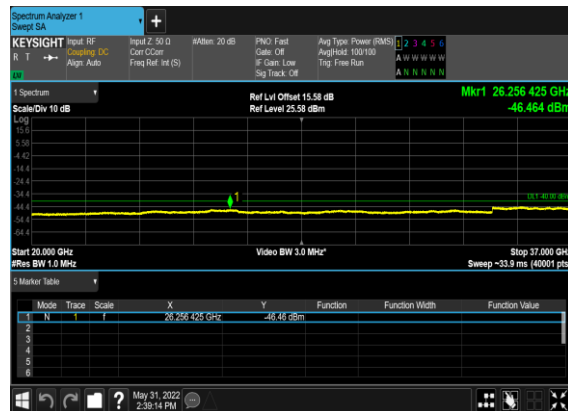 Spectrum Analyzer 1
Swept SA
KEYSIGHT Input: RF Input Z: 50 Ω #Atten: 20 dB PNO: Fast Avg Type: Power (RMS) 1 2 3 4 5 6
R T Coupling: DC Corr CCorr Gate: Off Avg|Hold: 100/100 A W W W W W
Align: Auto Freq Ref: Int (S) IF Gain: Low Trig: Free Run
LXI Sig Track: Off A N N N N N
1 Spectrum Ref Lvl Offset 15.58 dB Mkr1 26.256 425 GHz
Scale/Div 10 dB Ref Level 25.58 dBm -46.464 dBm
Log
15.6
5.58
-4.42
-14.4
-24.4
-34.4
1
-44.4
-54.4
-64.4
Start 20.000 GHz Video BW 3.0 MHz* Stop 37.000 GHz
#Res BW 1.0 MHz Sweep ~33.9 ms (40001 pts)
5 Marker Table
Mode Trace Scale X Y Function Function Width Function Value
1 N 1 f 26.256 425 GHz -46.46 dBm
2
3
4
5
6
? May 31, 2022
2:39:14 PM